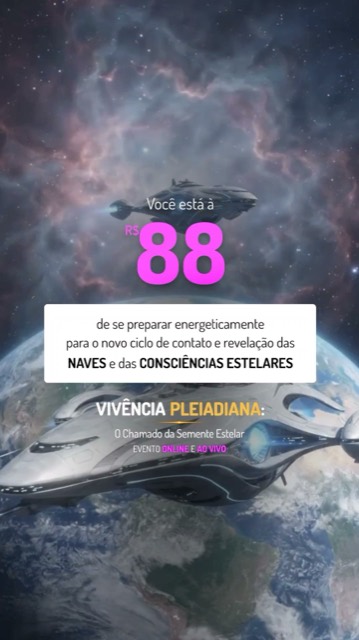 Você está à
R$88
de se preparar energeticamente
para o novo ciclo de contato e revelação das
NAVES e das CONSCIÊNCIAS ESTELARES
VIVÊNCIA PLEIADIANA:
O Chamado da Semente Estelar
EVENTO ONLINE E AO VIVO